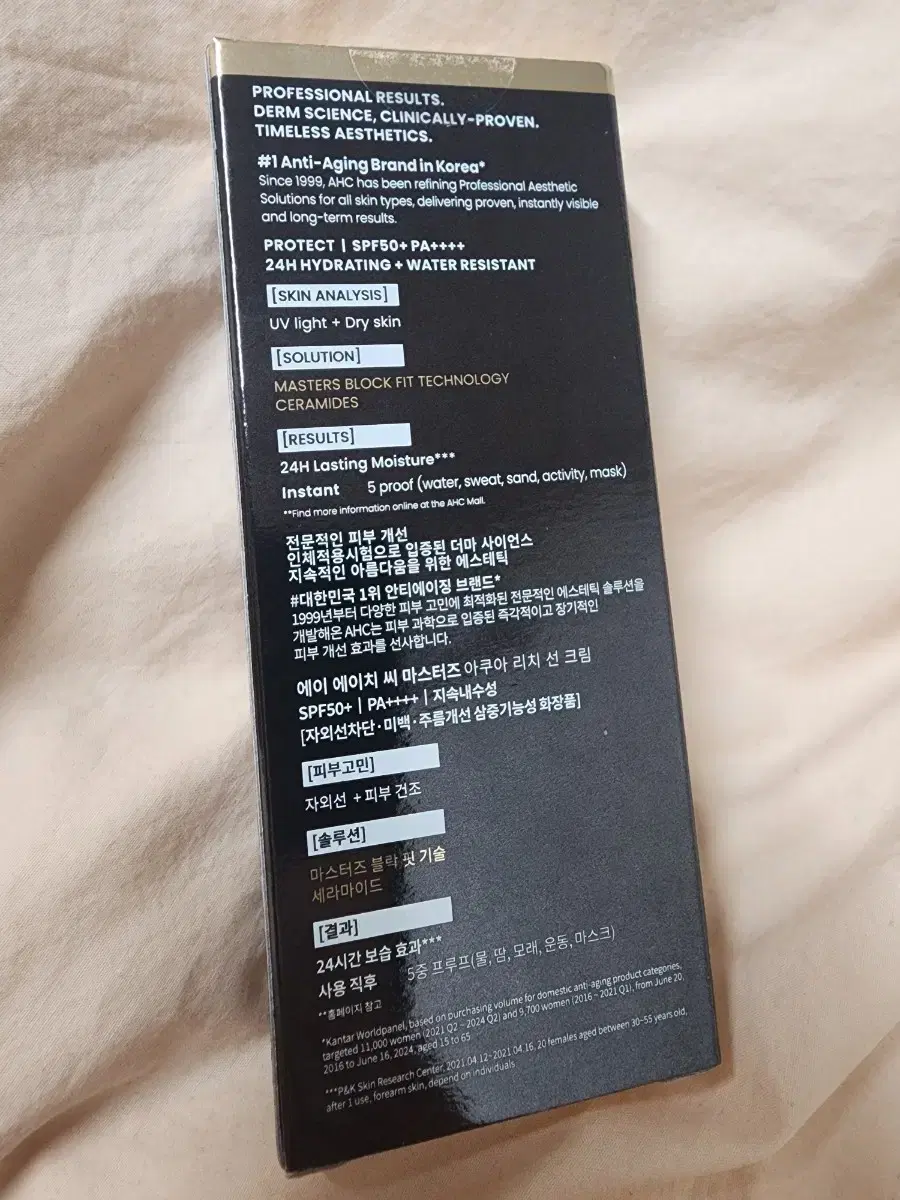 PROFESSIONAL RESULTS.
DERM SCIENCE, CLINICALLY-PROVEN.
TIMELESS AESTHETICS.
#1 Anti-Aging Brand in Korea*
Since 1999, AHC has been refining Professional Aesthetic
Solutions for all skin types, delivering proven, instantly visible
and long-term results.
PROTECT | SPF50+ PA++++
24H HYDRATING + WATER RESISTANT
[SKIN ANALYSIS]
UV light + Dry skin
[SOLUTION]
MASTERS BLOCK FIT TECHNOLOGY
CERAMIDES
[RESULTS]
24H Lasting Moisture***
Instant 5 proof (water, sweat, sand, activity, mask)
**Find more information online at the AHC Mall.
전문적인 피부 개선
인체적용시험으로 입증된 더마 사이언스
지속적인 아름다움을 위한 에스테틱
#대한민국 1위 안티에이징 브랜드*
1999년부터 다양한 피부 고민에 최적화된 전문적인 에스테틱 솔루션을
개발해온 AHC는 피부 과학으로 입증된 즉각적이고 장기적인
피부 개선 효과를 선사합니다.
에이 에이치 씨 마스터즈 아쿠아 리치 선 크림
SPF50+ | PA++++ | 지속내수성
[자외선차단·미백·주름개선 삼중기능성 화장품]
[피부고민]
자외선 + 피부 건조
[솔루션]
마스터즈 블락 핏 기술
세라마이드
[결과]
24시간 보습 효과***
사용 직후 5중 프루프(물, 땀, 모래, 운동, 마스크)
**홈페이지 참고
*Kantar Worldpanel, based on purchasing volume for domestic anti-aging product categories,
targeted 11,000 women (2021 Q2 ~ 2024 Q2) and 9,700 women (2016 ~ 2021 Q1), from June 20,
2016 to June 16, 2024, aged 15 to 65
***P&K Skin Research Center, 2021.04.12~2021.04.16, 20 females aged between 30~55 years old,
after 1 use, forearm skin, depend on individuals